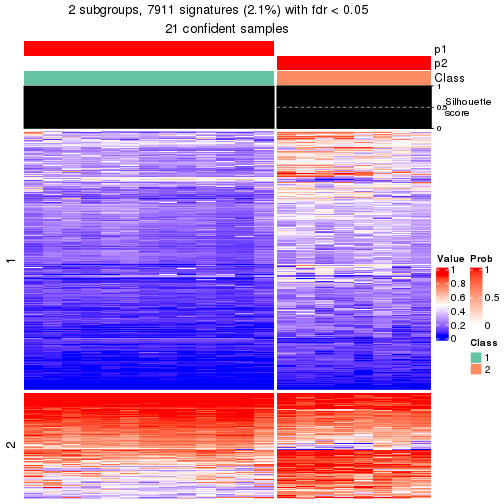 2 subgroups, 7911 signatures (2.1%) with fdr < 0.05
21 confident samples
p1
p2
Class
1
0.5
0
Silhouette
score
1
2
Value
1
0.8
0.6
0.4
0.2
0
Prob
1
0.5
0
Class
1
2